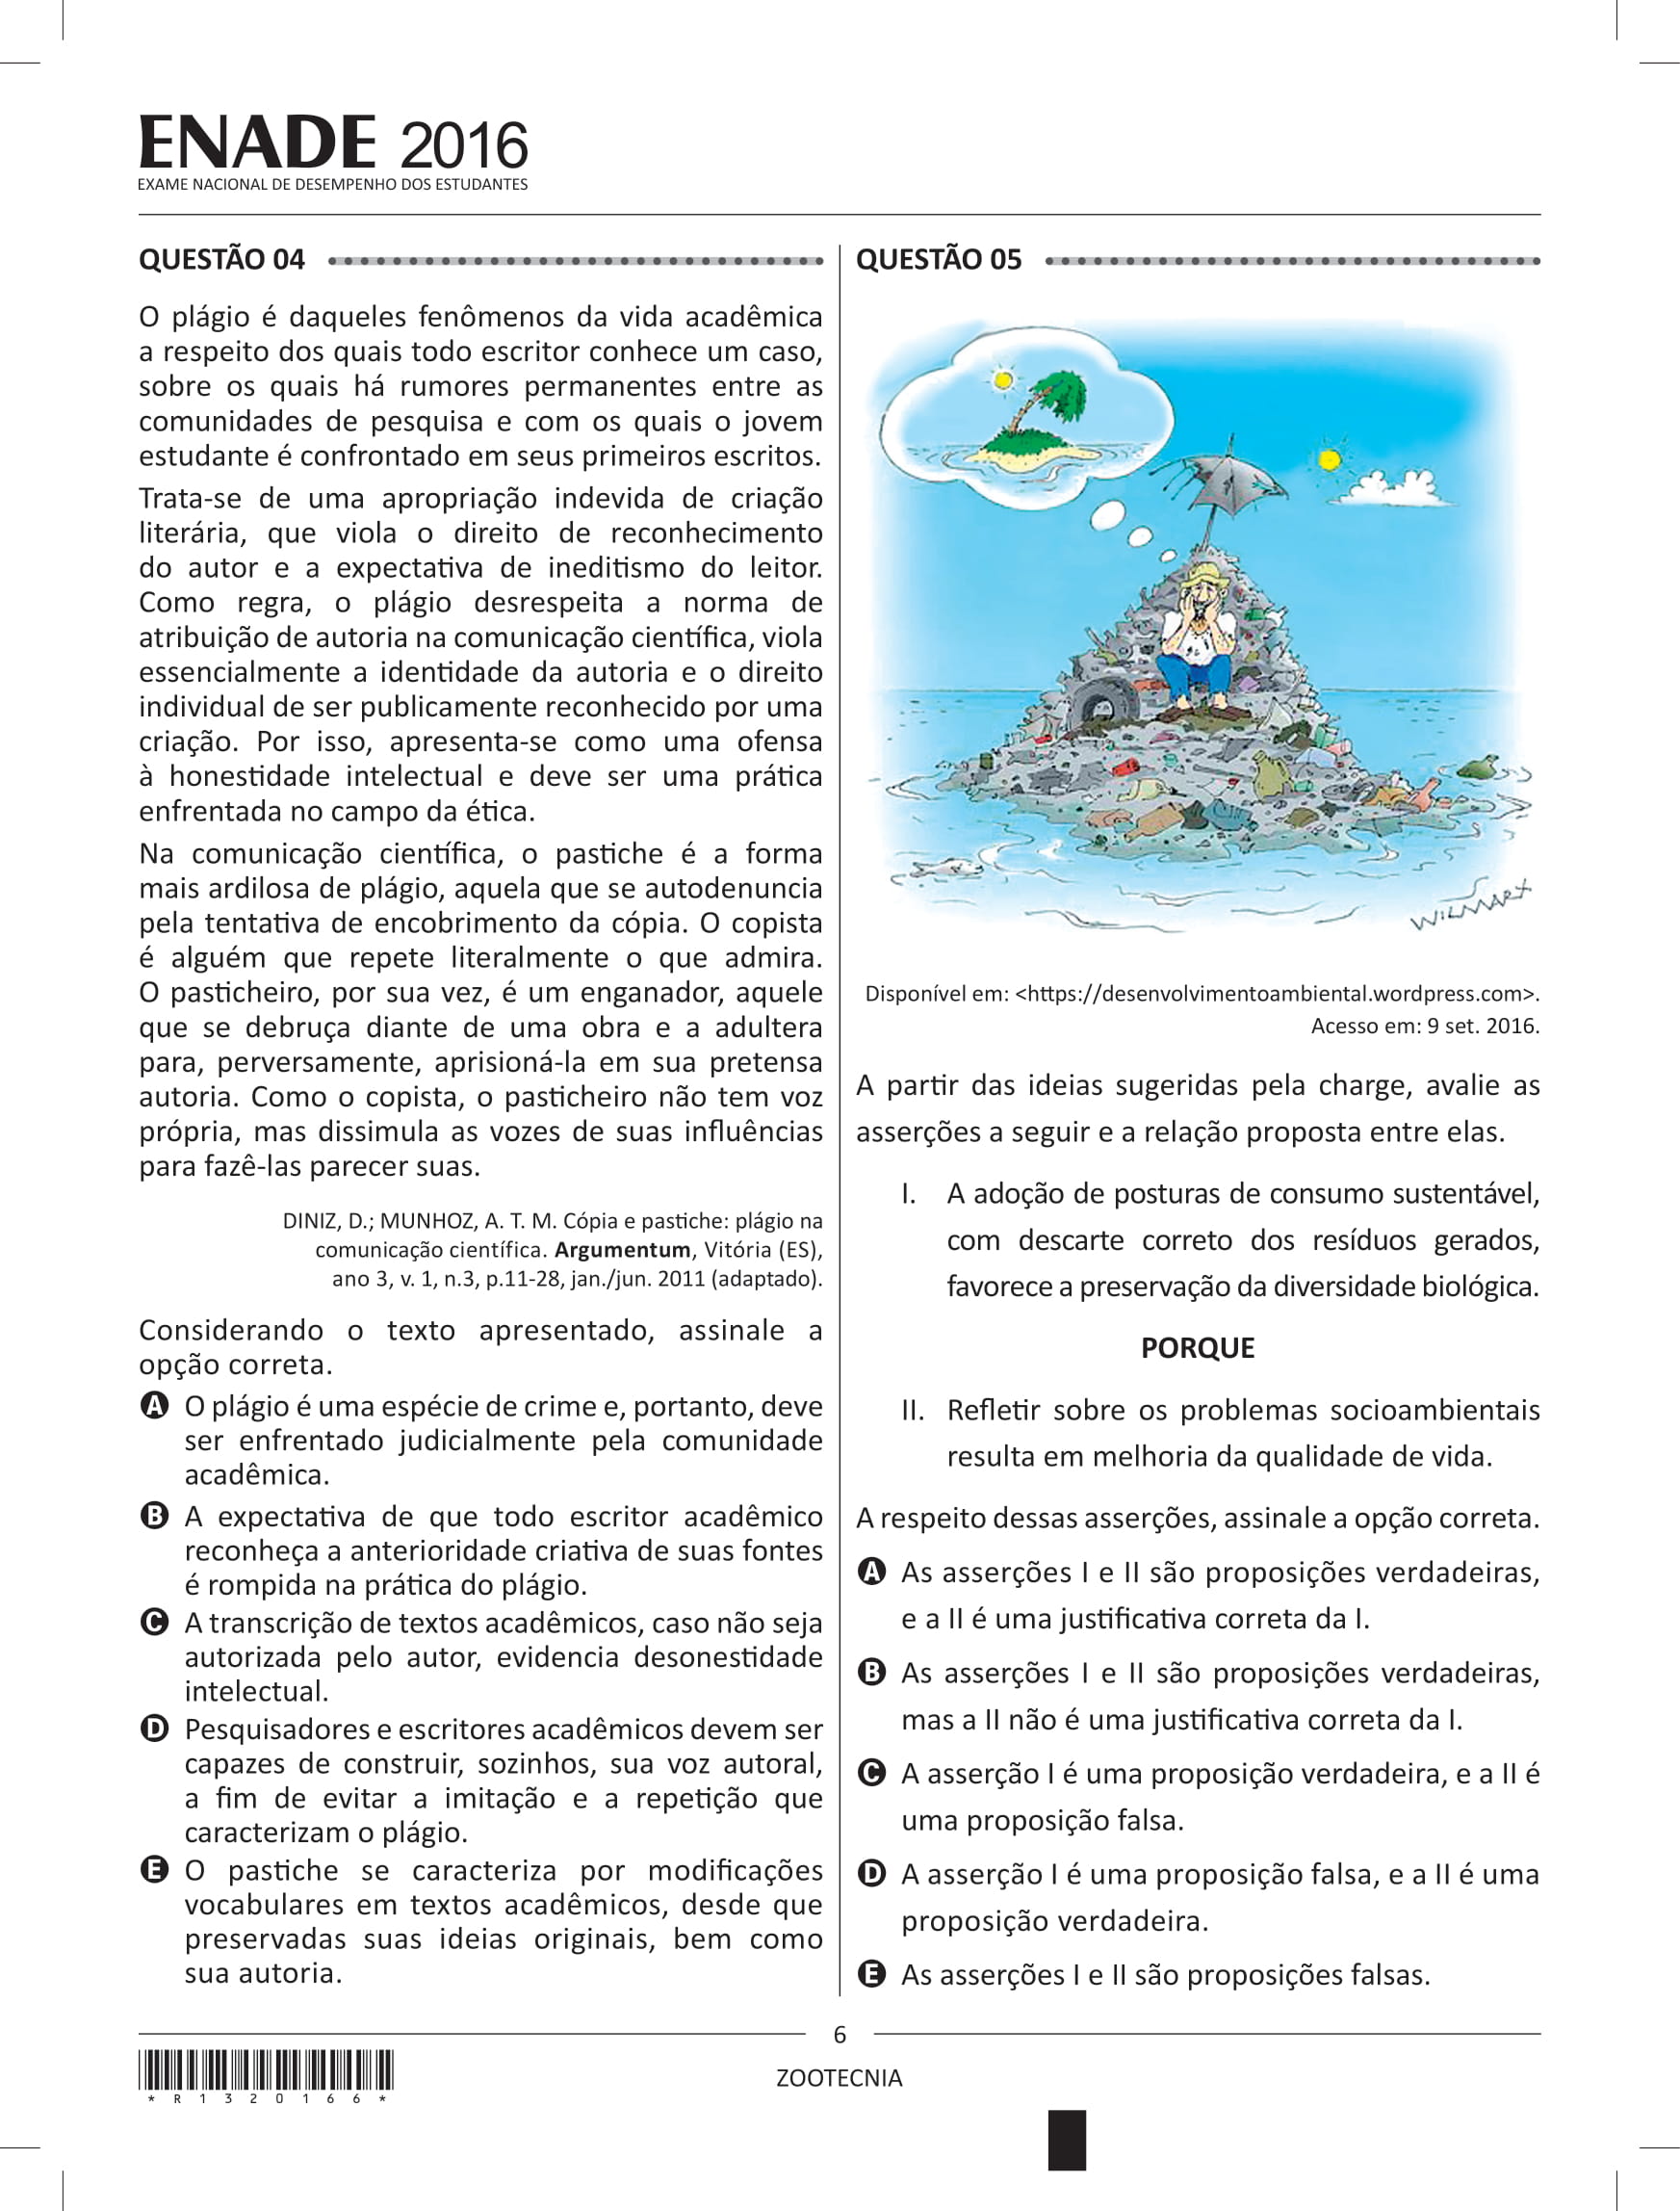 ENADE 2016
EXAME NACIONAL DE DESEMPENHO DOS ESTUDANTES
QUESTÃO 04
O plágio é daqueles fenômenos da vida acadêmica
a respeito dos quais todo escritor conhece um caso,
sobre os quais há rumores permanentes entre as
comunidades de pesquisa e com os quais o jovem
estudante é confrontado em seus primeiros escritos.
Trata-se de uma apropriação indevida de criação
literária, que viola o direito de reconhecimento
do autor e a expectativa de ineditismo do leitor.
Como regra, o plágio desrespeita a norma de
atribuição de autoria na comunicação científica, viola
essencialmente a identidade da autoria e o direito
individual de ser publicamente reconhecido por uma
criação. Por isso, apresenta-se como uma ofensa
à honestidade intelectual e deve ser uma prática
enfrentada no campo da ética.
Na comunicação científica, o pastiche é a forma
mais ardilosa de plágio, aquela que se autodenuncia
pela tentativa de encobrimento da cópia. O copista
é alguém que repete literalmente o que admira.
O pasticheiro, por sua vez, é um enganador, aquele
que se debruça diante de uma obra e a adultera
para, perversamente, aprisioná-la em sua pretensa
autoria. Como o copista, o pasticheiro não tem voz
própria, mas dissimula as vozes de suas influências
para fazê-las parecer suas.
DINIZ, D.; MUNHOZ, A. T. M. Cópia e pastiche: plágio na
comunicação científica. Argumentum, Vitória (ES),
ano 3, v. 1, n.3, p.11-28, jan./jun. 2011 (adaptado).
Considerando o texto apresentado, assinale a
opção correta.
A O plágio é uma espécie de crime e, portanto, deve
ser enfrentado judicialmente pela comunidade
acadêmica.
B A expectativa de que todo escritor acadêmico
reconheça a anterioridade criativa de suas fontes
é rompida na prática do plágio.
C A transcrição de textos acadêmicos, caso não seja
autorizada pelo autor, evidencia desonestidade
intelectual.
D Pesquisadores e escritores acadêmicos devem ser
capazes de construir, sozinhos, sua voz autoral,
a fim de evitar a imitação e a repetição que
caracterizam o plágio.
E O pastiche se caracteriza por modificações
vocabulares em textos acadêmicos, desde que
preservadas suas ideias originais, bem como
sua autoria.
QUESTÃO 05
WILMARX
Disponível em: <https://desenvolvimentoambiental.wordpress.com>.
Acesso em: 9 set. 2016.
A partir das ideias sugeridas pela charge, avalie as
asserções a seguir e a relação proposta entre elas.
I. A adoção de posturas de consumo sustentável,
com descarte correto dos resíduos gerados,
favorece a preservação da diversidade biológica.
PORQUE
II. Refletir sobre os problemas socioambientais
resulta em melhoria da qualidade de vida.
A respeito dessas asserções, assinale a opção correta.
A As asserções I e II são proposições verdadeiras,
e a II é uma justificativa correta da I.
B As asserções I e II são proposições verdadeiras,
mas a II não é uma justificativa correta da I.
C A asserção I é uma proposição verdadeira, e a II é
uma proposição falsa.
D A asserção I é uma proposição falsa, e a II é uma
proposição verdadeira.
E As asserções I e II são proposições falsas.
6
ZOOTECNIA
*R1320166*